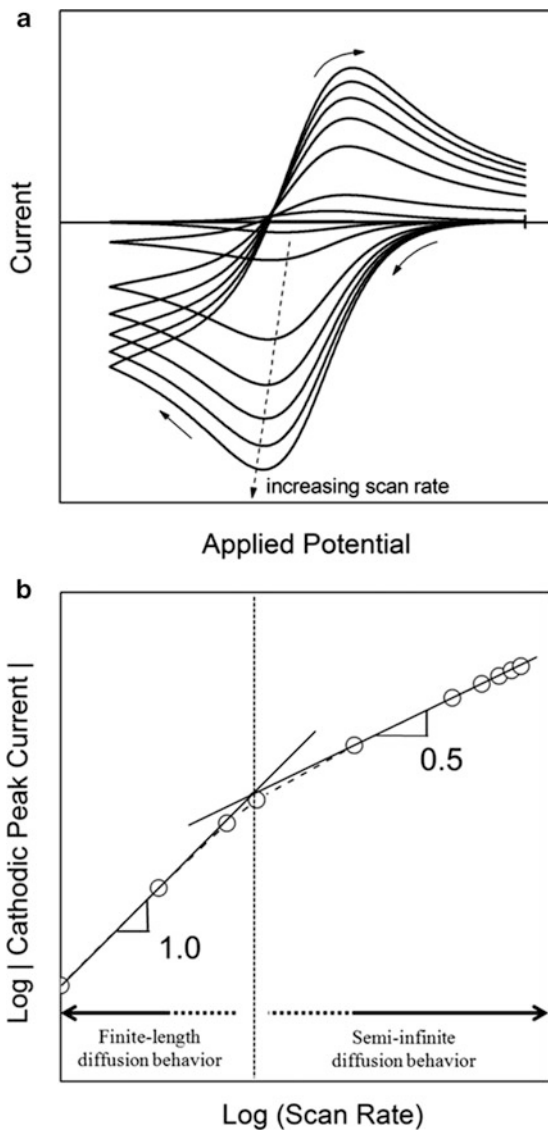 a
Current
increasing scan rate
Applied Potential
b
Log | Cathodic Peak Current |
0.5
1.0
Finite-length
diffusion behavior
Semi-infinite
diffusion behavior
Log (Scan Rate)